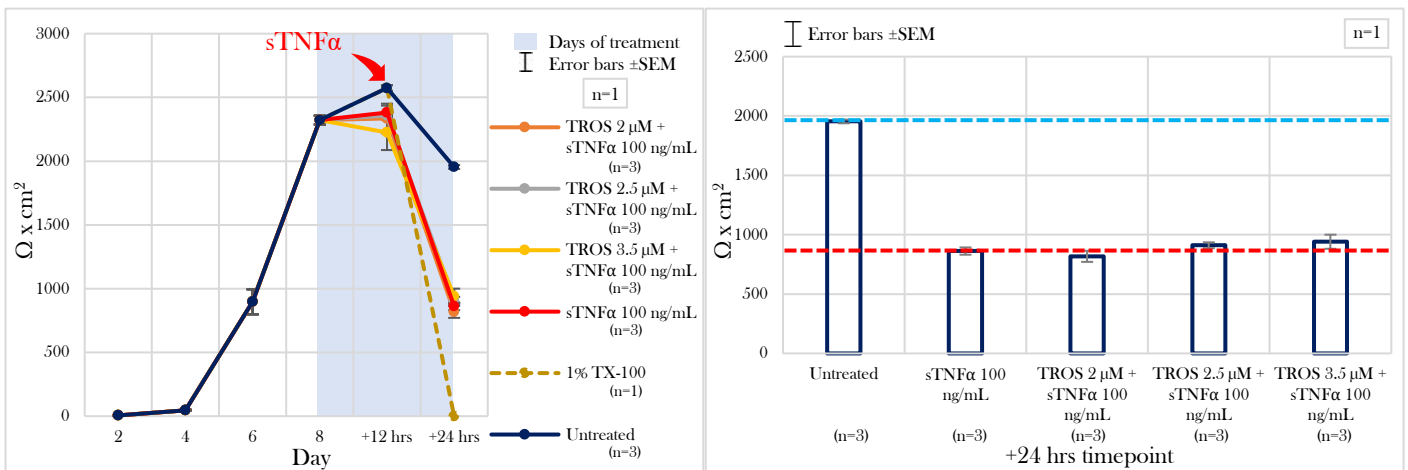 3000
2500
2000
1500
1000
500
0
Ω x cm²
2
4
6
8
+12 hrs
+24 hrs
Day
sTNFα
Days of treatment
Error bars ±SEM
n=1
TROS 2 μM +
sTNFα 100 ng/mL
(n=3)
TROS 2.5 μM +
sTNFα 100 ng/mL
(n=3)
TROS 3.5 μM +
sTNFα 100 ng/mL
(n=3)
sTNFα 100 ng/mL
(n=3)
1% TX-100
(n=1)
Untreated
(n=3)
Error bars ±SEM
n=1
2500
2000
1500
1000
500
0
Ω x cm²
Untreated
(n=3)
sTNFα 100
ng/mL
(n=3)
TROS 2 μM +
sTNFα 100
ng/mL
(n=3)
TROS 2.5 μM +
sTNFα 100
ng/mL
(n=3)
TROS 3.5 μM +
sTNFα 100
ng/mL
(n=3)
+24 hrs timepoint